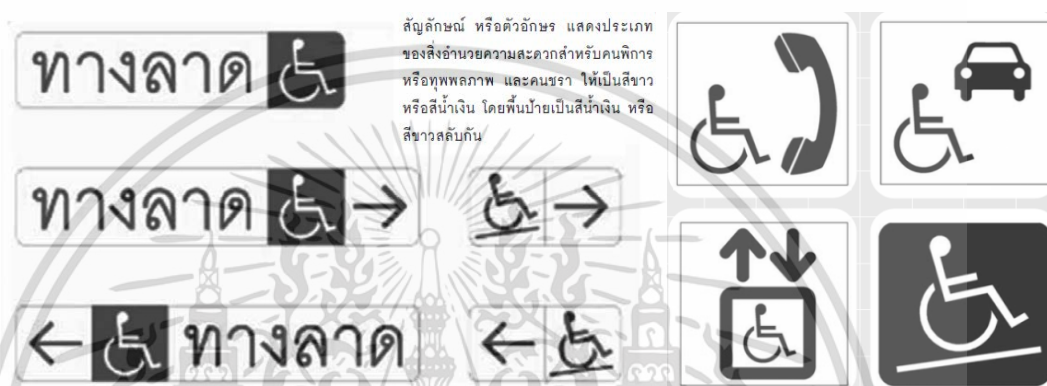 ทางลาด
สัญลักษณ์ หรือตัวอักษร แสดงประเภท
ของสิ่งอำนวยความสะดวกสำหรับคนพิการ
หรือทุพพลภาพ และคนชรา ให้เป็นสีขาว
หรือสีน้ำเงิน โดยพื้นป้ายเป็นสีน้ำเงิน หรือ
สีขาวสลับกัน
ทางลาด →
→
← ทางลาด
←